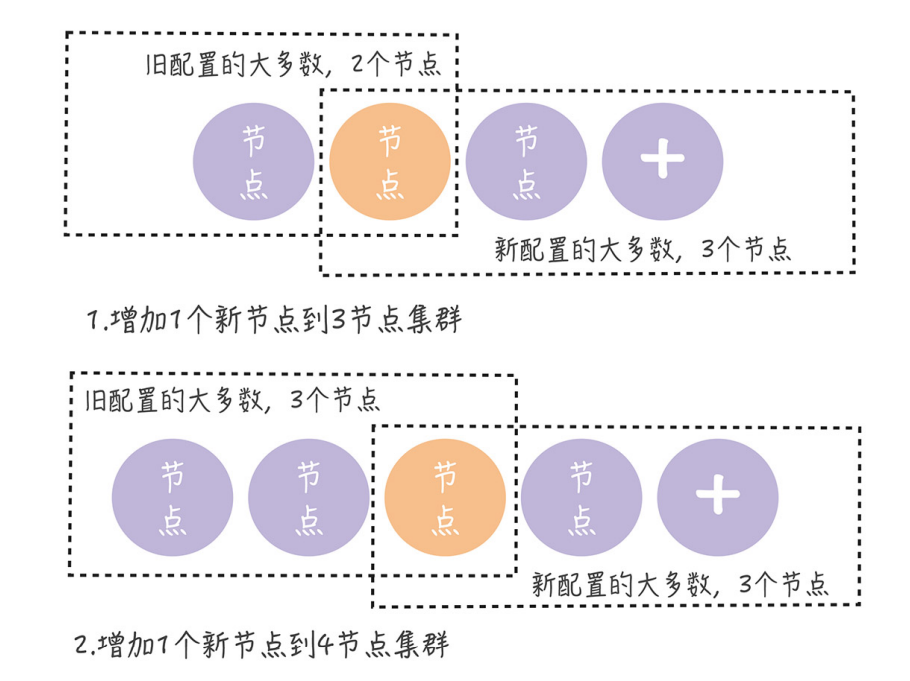 旧配置的大多数，2个节点
节点
节点
节点
+
新配置的大多数，3个节点
1.增加1个新节点到3节点集群
旧配置的大多数，3个节点
节点
节点
节点
节点
+
新配置的大多数，3个节点
2.增加1个新节点到4节点集群